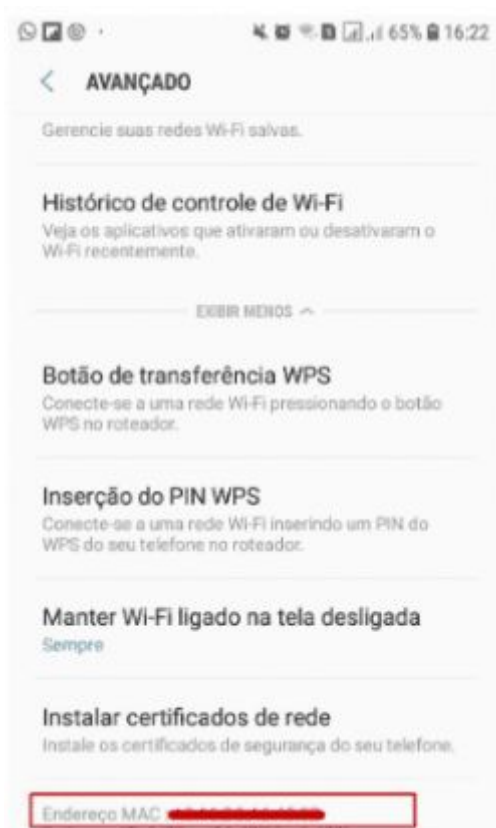 65% 16:22
AVANÇADO
Gerencie suas redes Wi-Fi salvas.
Histórico de controle de Wi-Fi
Veja os aplicativos que ativaram ou desativaram o
Wi-Fi recentemente.
EXIBIR MENOS
Botão de transferência WPS
Conecte-se a uma rede Wi-Fi pressionando o botão
WPS no roteador.
Inserção do PIN WPS
Conecte-se a uma rede Wi-Fi inserindo um PIN do
WPS do seu telefone no roteador.
Manter Wi-Fi ligado na tela desligada
Sempre
Instalar certificados de rede
Instale os certificados de segurança do seu telefone.
Endereço MAC